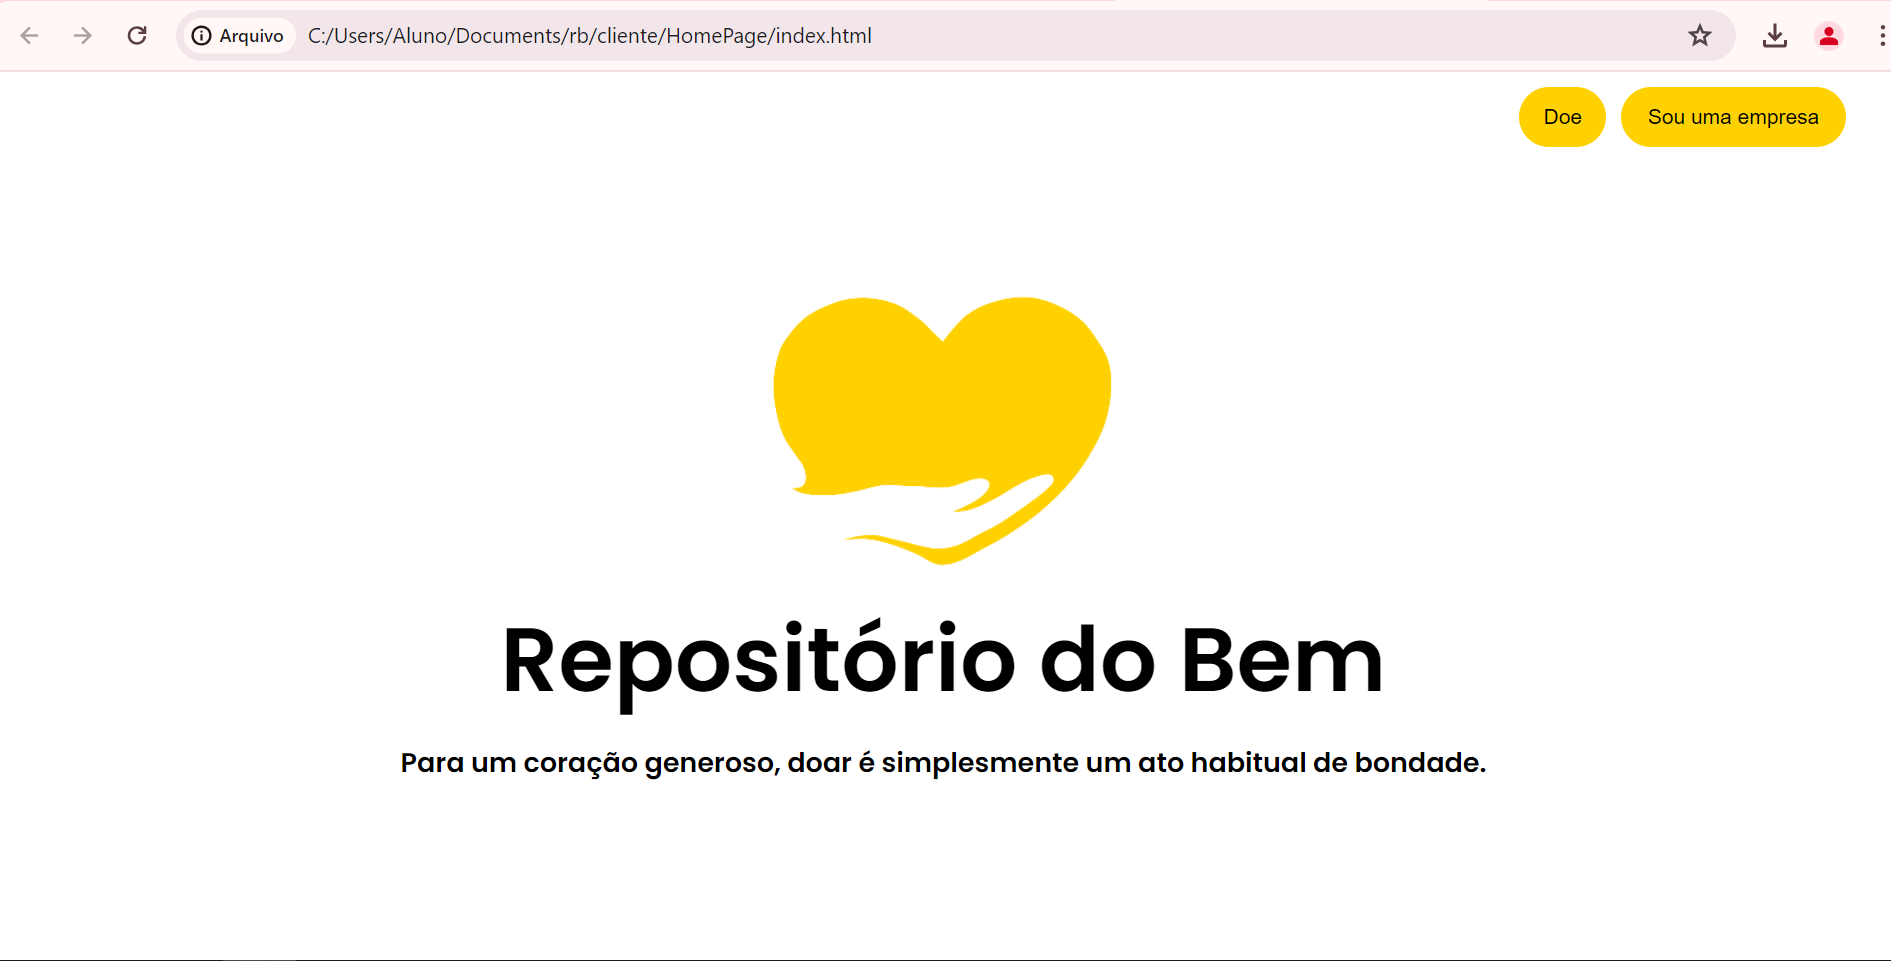 Arquivo C:/Users/Aluno/Documents/rb/cliente/HomePage/index.html
Doe Sou uma empresa
Repositório do Bem
Para um coração generoso, doar é simplesmente um ato habitual de bondade.